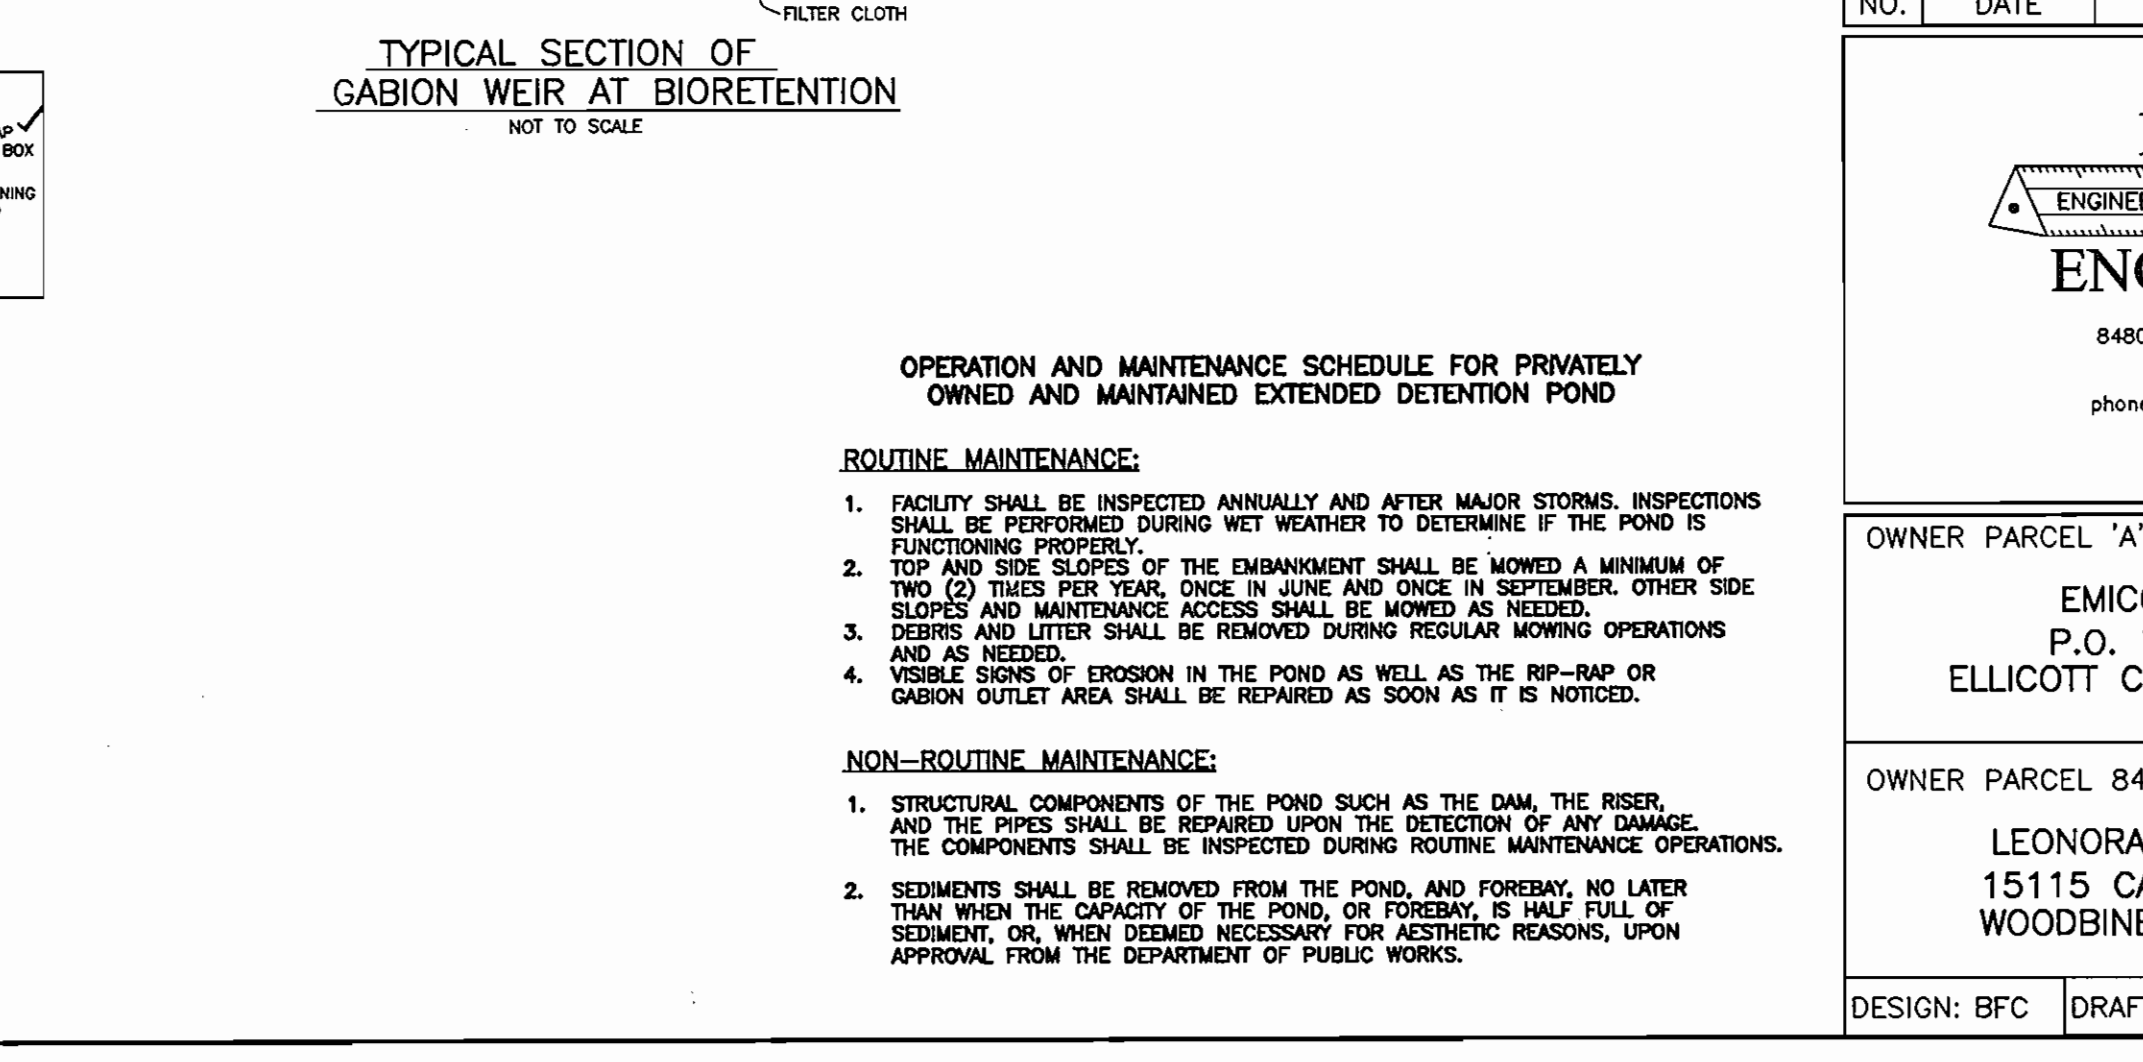 FILTER CLOTH
TYPICAL SECTION OF
GABION WEIR AT BIORETENTION
NOT TO SCALE
BOX
OPERATION AND MAINTENANCE SCHEDULE FOR PRIVATELY
OWNED AND MAINTAINED EXTENDED DETENTION POND
ROUTINE MAINTENANCE:
1. FACILITY SHALL BE INSPECTED ANNUALLY AND AFTER MAJOR STORMS. INSPECTIONS
SHALL BE PERFORMED DURING WET WEATHER TO DETERMINE IF THE POND IS
FUNCTIONING PROPERLY.
2. TOP AND SIDE SLOPES OF THE EMBANKMENT SHALL BE MOWED A MINIMUM OF
TWO (2) TIMES PER YEAR, ONCE IN JUNE AND ONCE IN SEPTEMBER. OTHER SIDE
SLOPES AND MAINTENANCE ACCESS SHALL BE MOWED AS NEEDED.
3. DEBRIS AND LITTER SHALL BE REMOVED DURING REGULAR MOWING OPERATIONS
AND AS NEEDED.
4. VISIBLE SIGNS OF EROSION IN THE POND AS WELL AS THE RIP-RAP OR
GABION OUTLET AREA SHALL BE REPAIRED AS SOON AS IT IS NOTICED.
NON-ROUTINE MAINTENANCE:
1. STRUCTURAL COMPONENTS OF THE POND SUCH AS THE DAM, THE RISER,
AND THE PIPES SHALL BE REPAIRED UPON THE DETECTION OF ANY DAMAGE.
THE COMPONENTS SHALL BE INSPECTED DURING ROUTINE MAINTENANCE OPERATIONS.
2. SEDIMENTS SHALL BE REMOVED FROM THE POND, AND FOREBAY, NO LATER
THAN WHEN THE CAPACITY OF THE POND, OR FOREBAY, IS HALF FULL OF
SEDIMENT, OR, WHEN DEEMED NECESSARY FOR AESTHETIC REASONS, UPON
APPROVAL FROM THE DEPARTMENT OF PUBLIC WORKS.
NO. DATE
OWNER PARCEL 'A'
EMIC
P.O.
ELLICOTT C
OWNER PARCEL 84
LEONORA
15115 CA
WOODBINE
DESIGN: BFC
DRAF